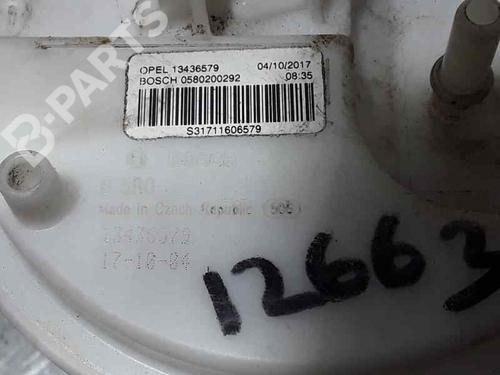 B-PARTS
OPEL 13436579 04/10/2017
BOSCH 0580200292 08:35
S31711606579
Made in Czech Republic (505)
13436579
17-10-04
12663